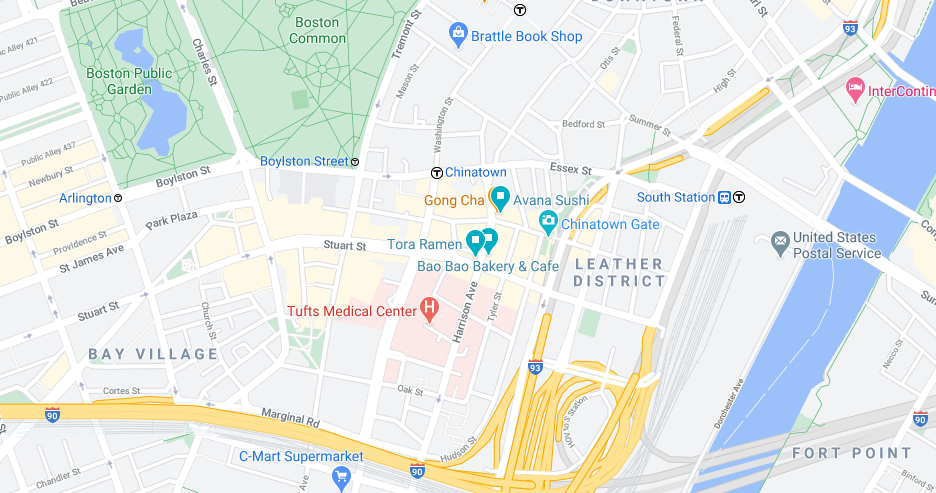 DOWNTOWN
Beac
Public Alley 421
Public Alley 422
Boston
Common
Charles St
Tremont St
Brattle Book Shop
Federal St
93
Otis St
High St
InterContin
Boston Public
Garden
Mason St
Washington St
Bedford St
Summer St
Public Alley 437
Newbury St
Boylston St
Boylston Street
Chinatown
Essex St
Arlington
Gong Cha
Avana Sushi
South Station
Park Plaza
Chinatown Gate
Boylston St
Providence St
St James Ave
Stuart St
Tora Ramen
United States
Postal Service
Bao Bao Bakery & Cafe
LEATHER
DISTRICT
Stuart St
Church St
Tufts Medical Center
H
Harrison Ave
Tyler St
BAY VILLAGE
93
Necco St
Cortes St
Oak St
Dorchester Ave
HOV To S Station
90
Marginal Rd
90
Hudson St
C-Mart Supermarket
90
FORT POINT
Chandler St
Binford St